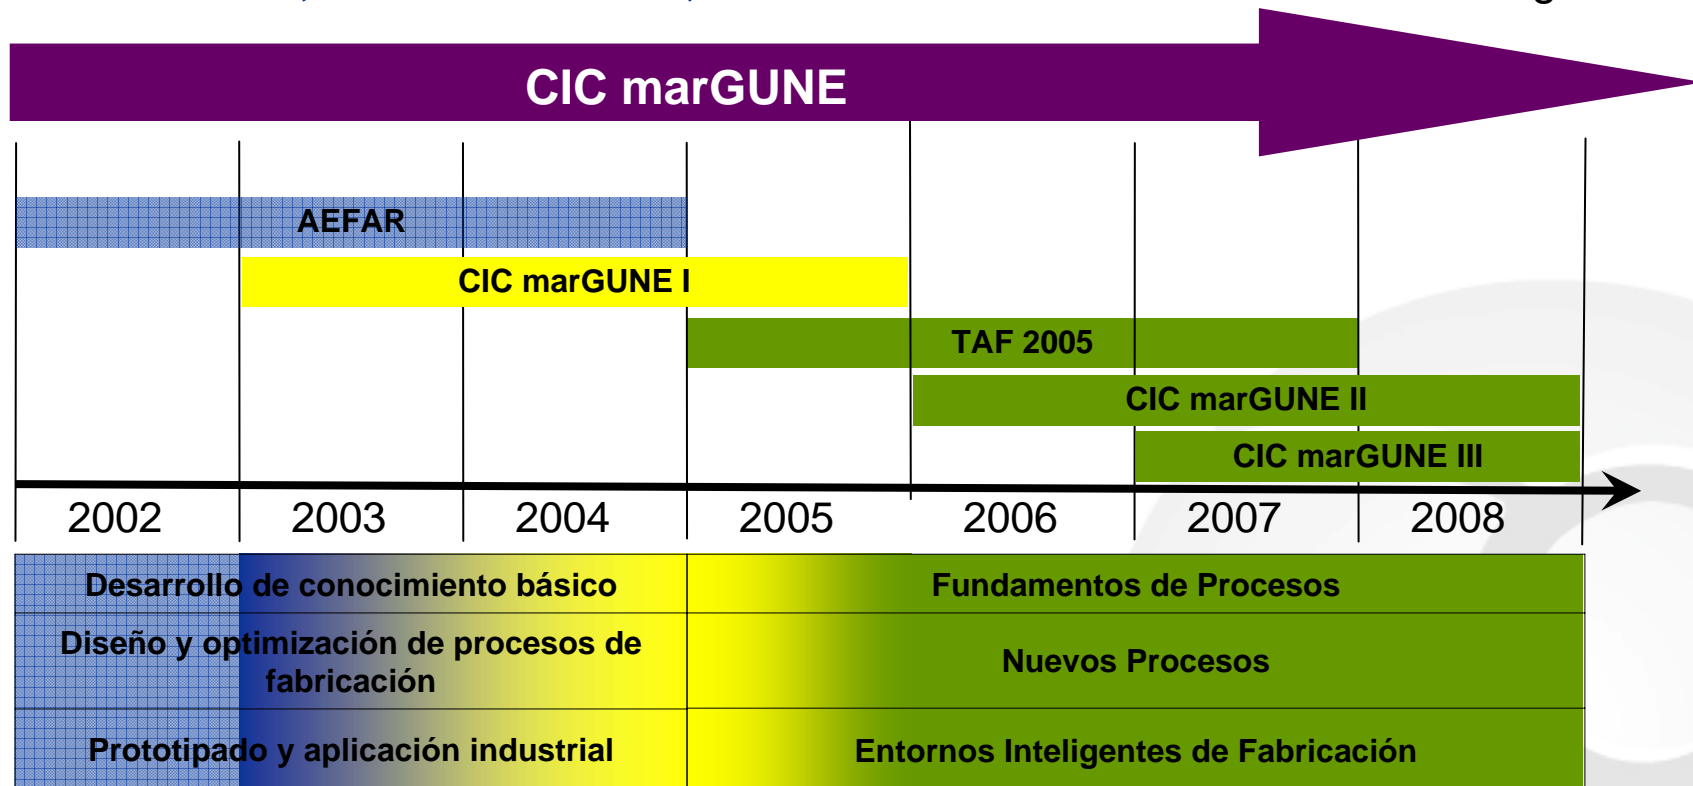 CIC marGUNE
AEFAR
CIC marGUNE I
TAF 2005
CIC marGUNE II
CIC marGUNE III
2002 2003 2004 2005 2006 2007 2008
Desarrollo de conocimiento básico
Fundamentos de Procesos
Diseño y optimización de procesos de
fabricación
Nuevos Procesos
Prototipado y aplicación industrial
Entornos Inteligentes de Fabricación